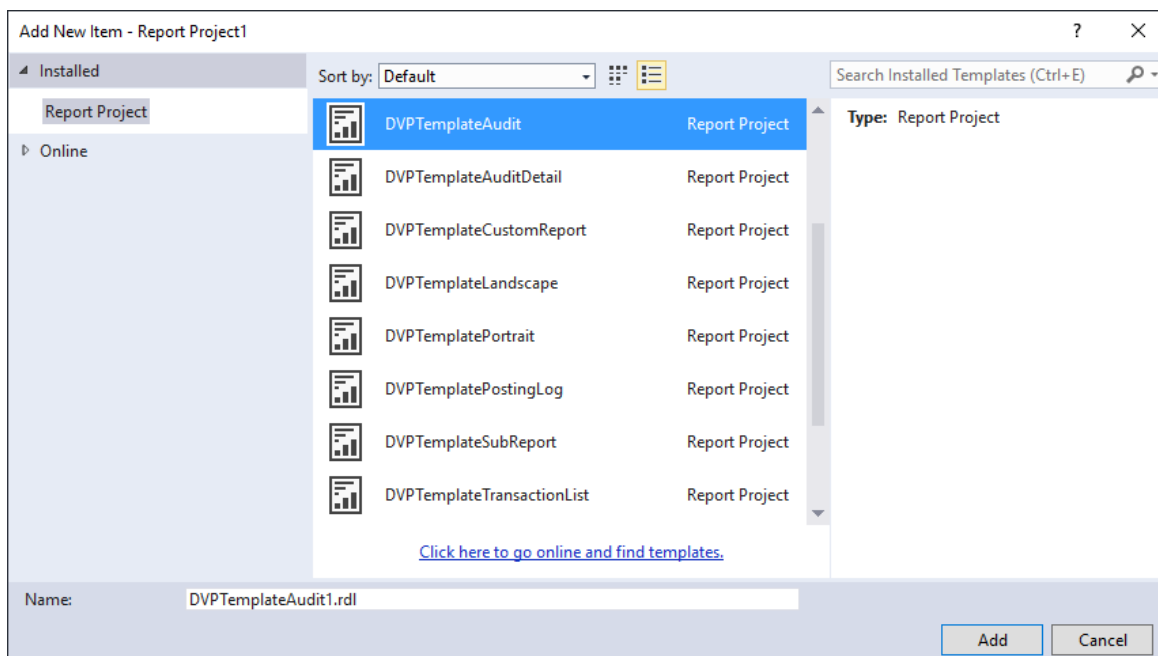 Add New Item - Report Project1
?
Installed
Sort by: Default
Search Installed Templates (Ctrl+E)
Report Project
Online
DVPTemplateAudit Report Project
DVPTemplateAuditDetail Report Project
DVPTemplateCustomReport Report Project
DVPTemplateLandscape Report Project
DVPTemplatePortrait Report Project
DVPTemplatePostingLog Report Project
DVPTemplateSubReport Report Project
DVPTemplateTransactionList Report Project
Click here to go online and find templates.
Type: Report Project
Name: DVPTemplateAudit1.rdl
Add Cancel